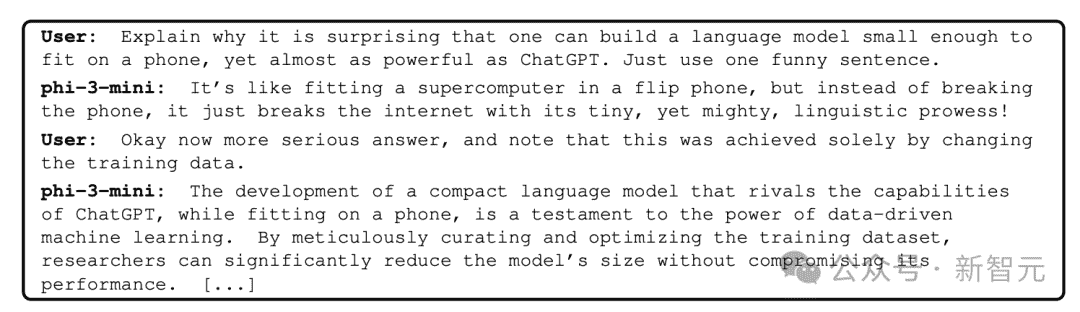 User: Explain why it is surprising that one can build a language model small enough to
fit on a phone, yet almost as powerful as ChatGPT. Just use one funny sentence.
phi-3-mini: It’s like fitting a supercomputer in a flip phone, but instead of breaking
the phone, it just breaks the internet with its tiny, yet mighty, linguistic prowess!
User: Okay now more serious answer, and note that this was achieved solely by changing
the training data.
phi-3-mini: The development of a compact language model that rivals the capabilities
of ChatGPT, while fitting on a phone, is a testament to the power of data-driven
machine learning. By meticulously curating and optimizing the training dataset,
researchers can significantly reduce the model’s size without compromising its
performance. [...]
公众号 · 新智元